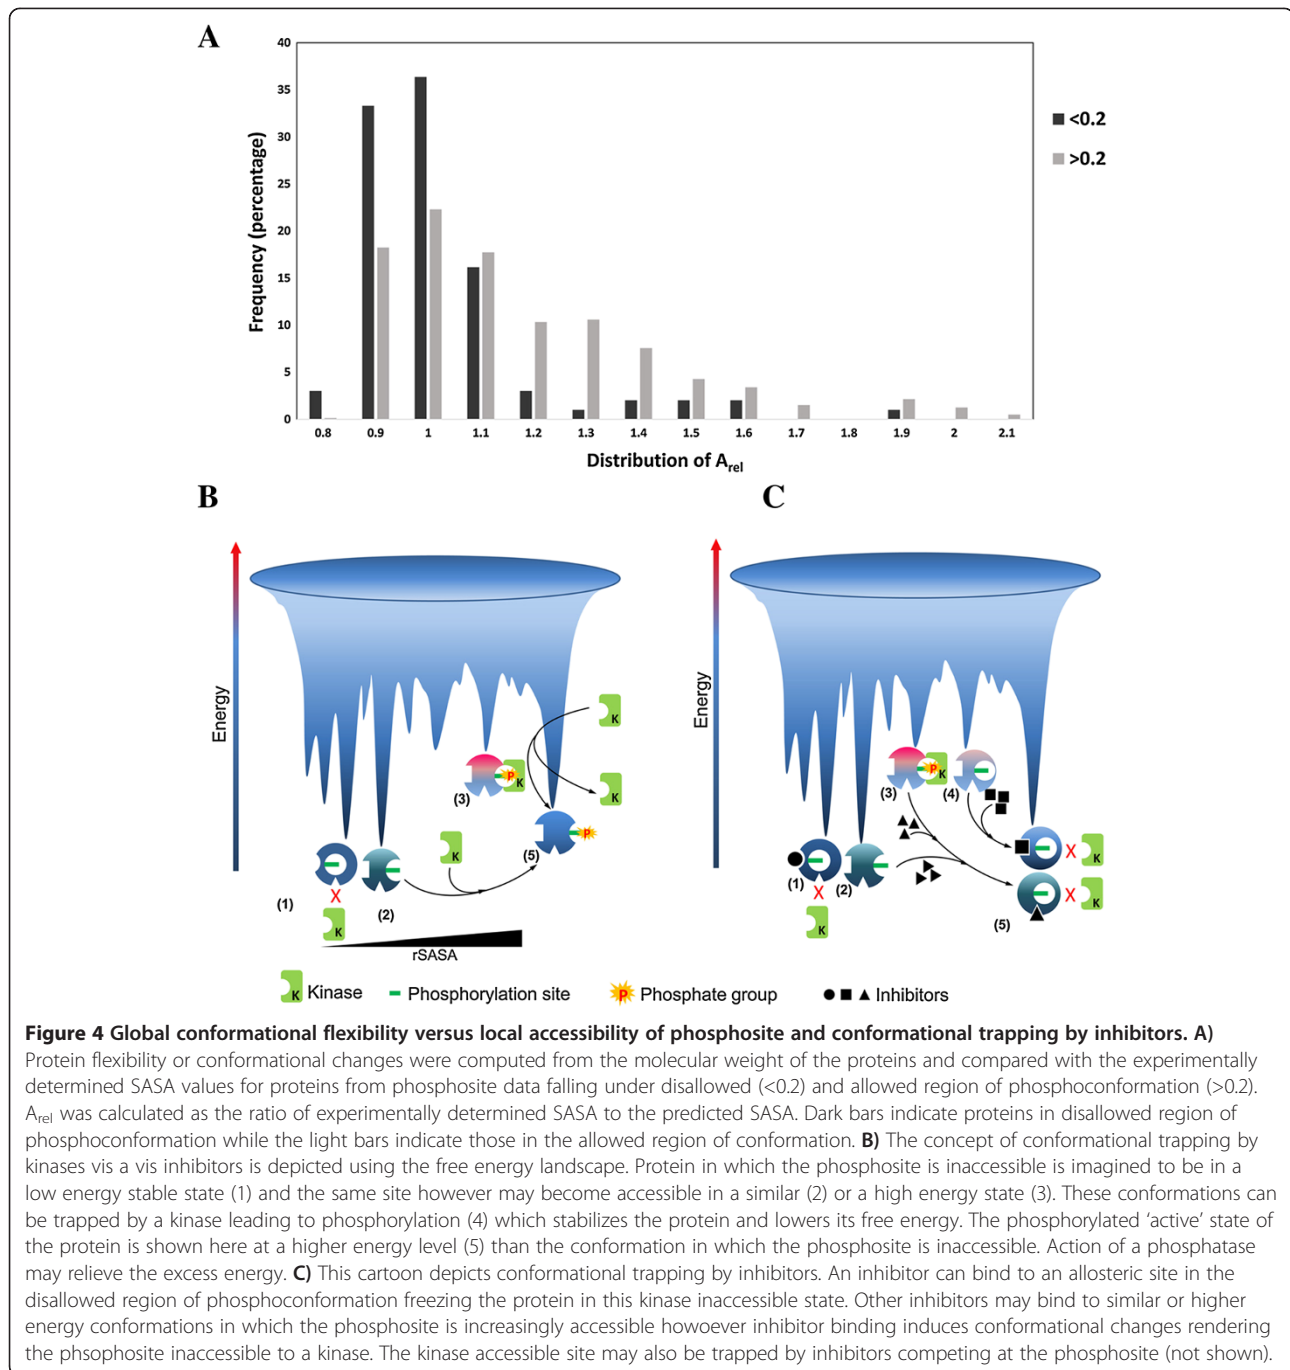 A
40
35
30
25
20
15
10
5
0
Frequency (percentage)
0.8 0.9 1 1.1 1.2 1.3 1.4 1.5 1.6 1.7 1.8 1.9 2 2.1
Distribution of Arel
<0.2
>0.2
B
Energy
K
K
P
K
(3)
P
(5)
K
(1)
X
(2)
K
rSASA
C
Energy
P
K
(3)
(4)
X
K
(1)
(2)
X
X
K
(5)
K
K Kinase
Phosphorylation site
P Phosphate group
Inhibitors
Figure 4 Global conformational flexibility versus local accessibility of phosphosite and conformational trapping by inhibitors. A)
Protein flexibility or conformational changes were computed from the molecular weight of the proteins and compared with the experimentally
determined SASA values for proteins from phosphosite data falling under disallowed (<0.2) and allowed region of phosphoconformation (>0.2).
Arel was calculated as the ratio of experimentally determined SASA to the predicted SASA. Dark bars indicate proteins in disallowed region of
phosphoconformation while the light bars indicate those in the allowed region of conformation. B) The concept of conformational trapping by
kinases vis a vis inhibitors is depicted using the free energy landscape. Protein in which the phosphosite is inaccessible is imagined to be in a
low energy stable state (1) and the same site however may become accessible in a similar (2) or a high energy state (3). These conformations can
be trapped by a kinase leading to phosphorylation (4) which stabilizes the protein and lowers its free energy. The phosphorylated ‘active’ state of
the protein is shown here at a higher energy level (5) than the conformation in which the phosphosite is inaccessible. Action of a phosphatase
may relieve the excess energy. C) This cartoon depicts conformational trapping by inhibitors. An inhibitor can bind to an allosteric site in the
disallowed region of phosphoconformation freezing the protein in this kinase inaccessible state. Other inhibitors may bind to similar or higher
energy conformations in which the phosphosite is increasingly accessible howoever inhibitor binding induces conformational changes rendering
the phsophosite inaccessible to a kinase. The kinase accessible site may also be trapped by inhibitors competing at the phosphosite (not shown).